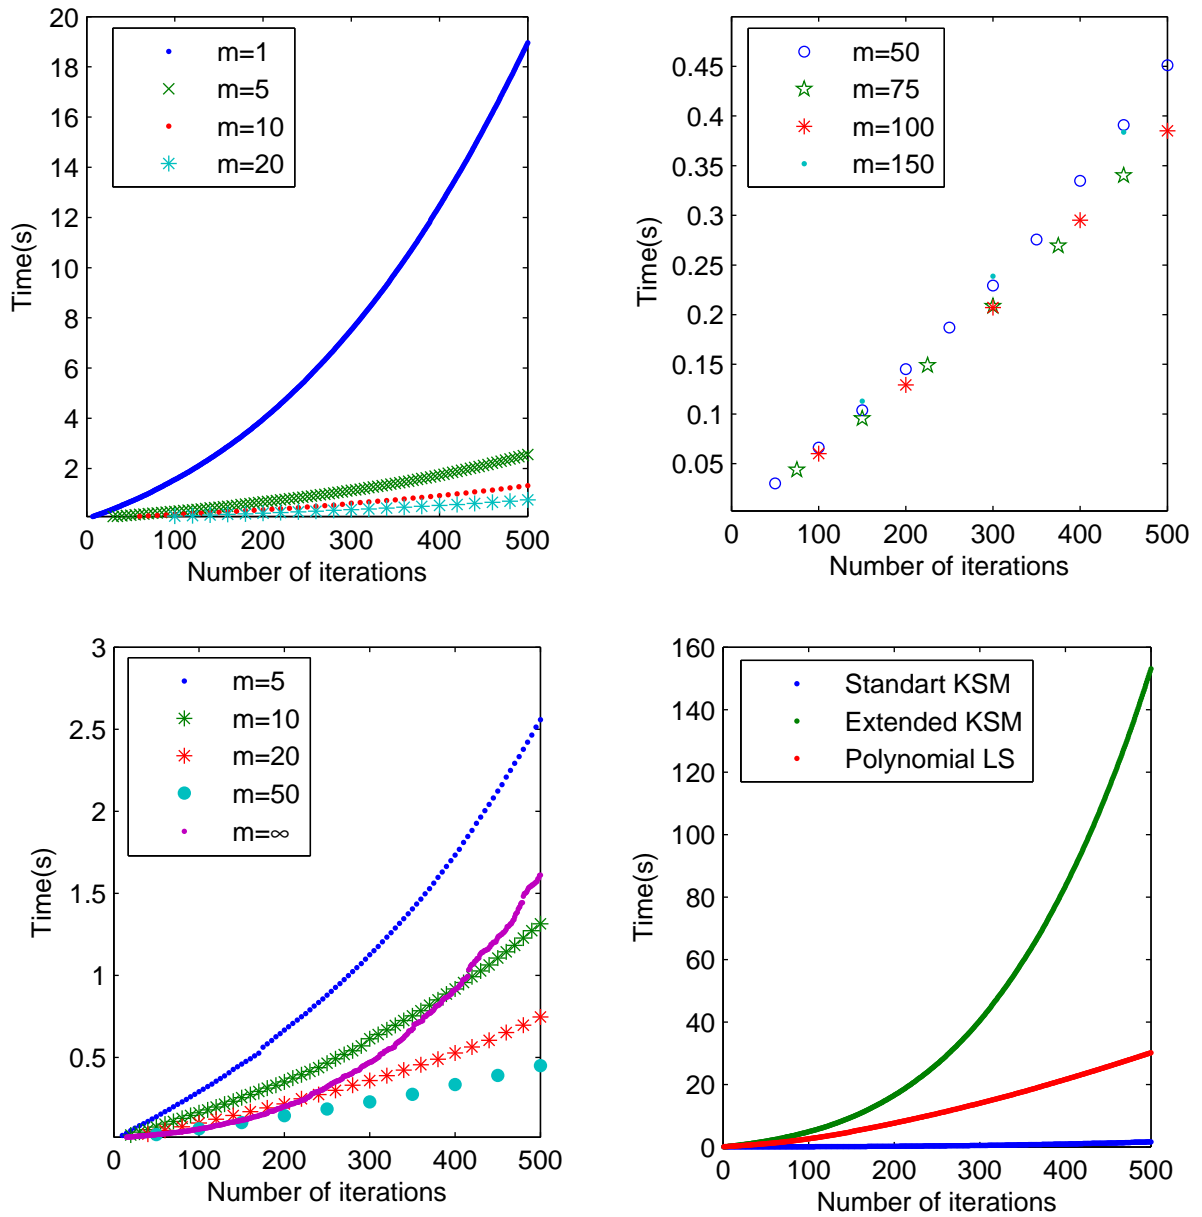 20
18
16
14
12
10
8
6
4
2
0
100
200
300
400
500
Time(s)
Number of iterations
m=1
m=5
m=10
m=20
0.45
0.4
0.35
0.3
0.25
0.2
0.15
0.1
0.05
0
100
200
300
400
500
Time(s)
Number of iterations
m=50
m=75
m=100
m=150
3
2.5
2
1.5
1
0.5
0
100
200
300
400
500
Time(s)
Number of iterations
m=5
m=10
m=20
m=50
m=∞
160
140
120
100
80
60
40
20
0
0
100
200
300
400
500
Time(s)
Number of iterations
Standart KSM
Extended KSM
Polynomial LS